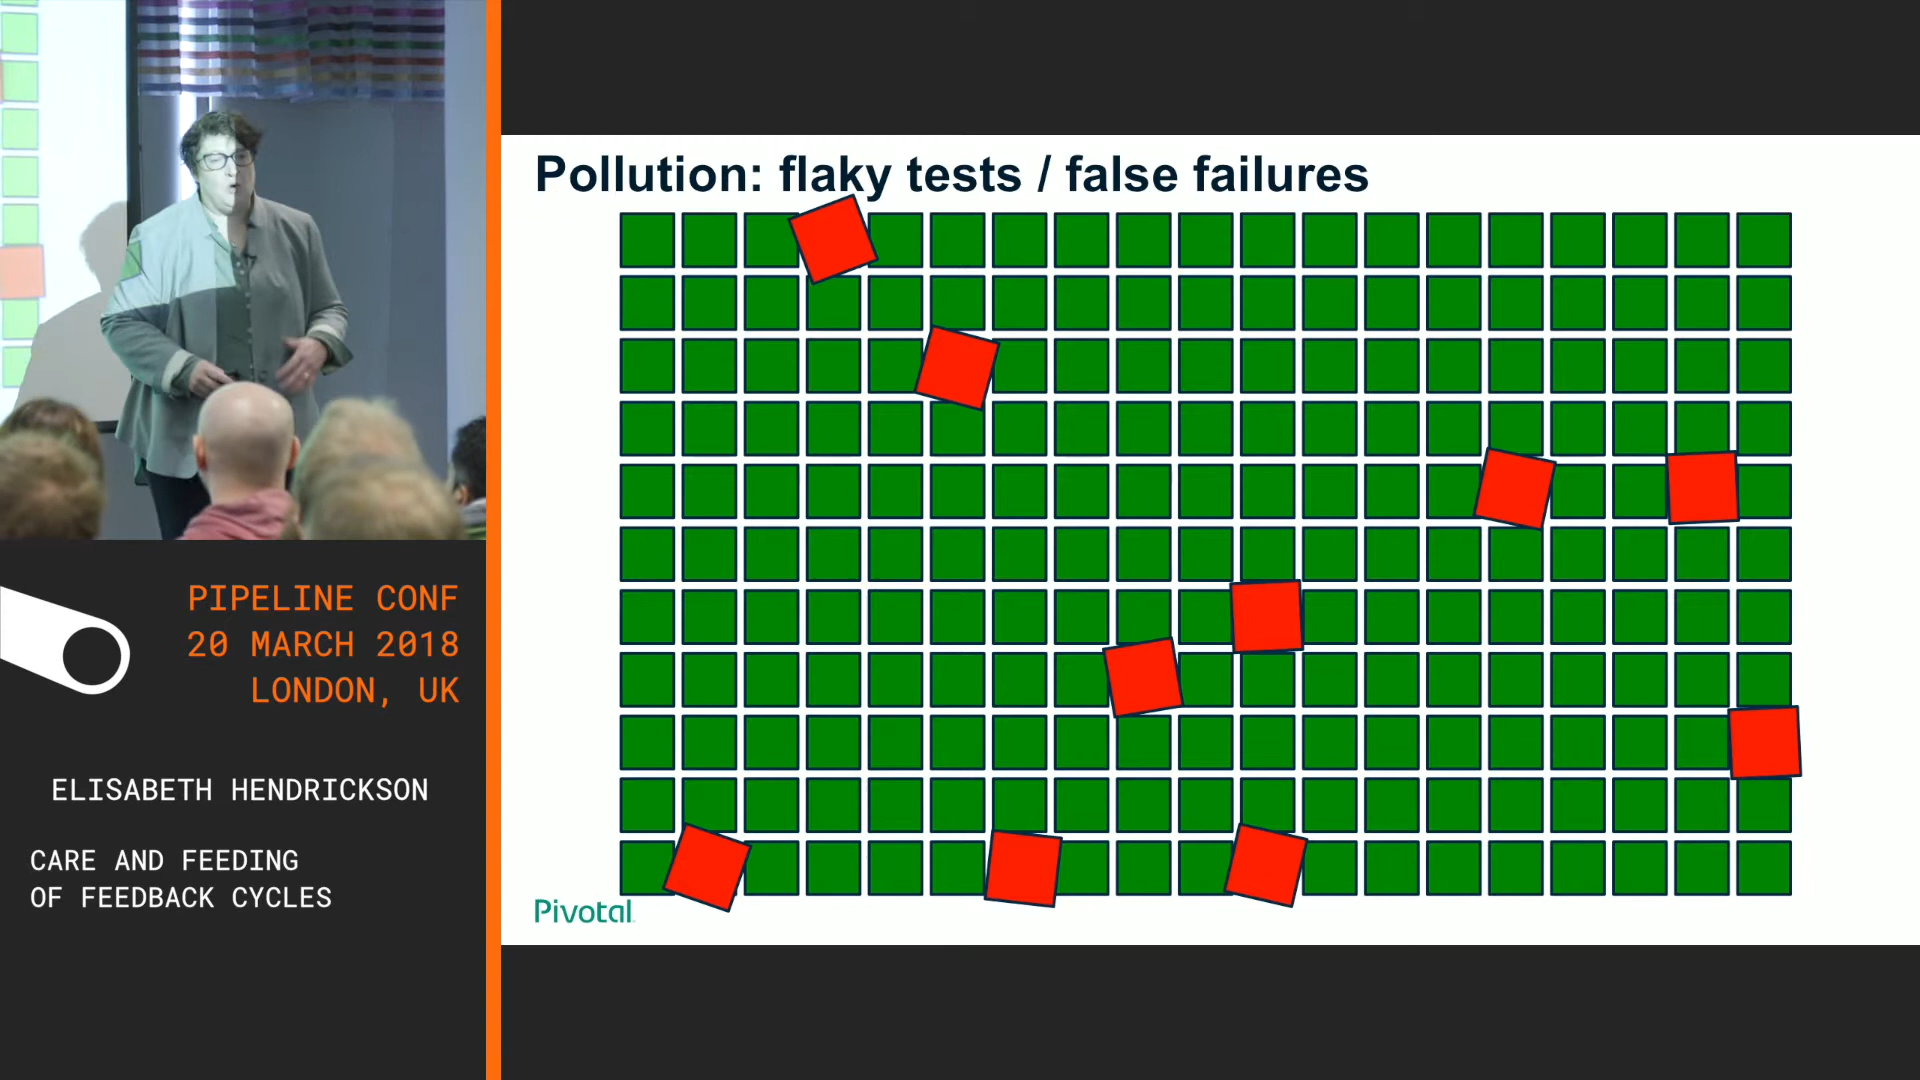 Pollution: flaky tests / false failures
Pivotal
PIPELINE CONF
20 MARCH 2018
LONDON, UK
ELISABETH HENDRICKSON
CARE AND FEEDING
OF FEEDBACK CYCLES